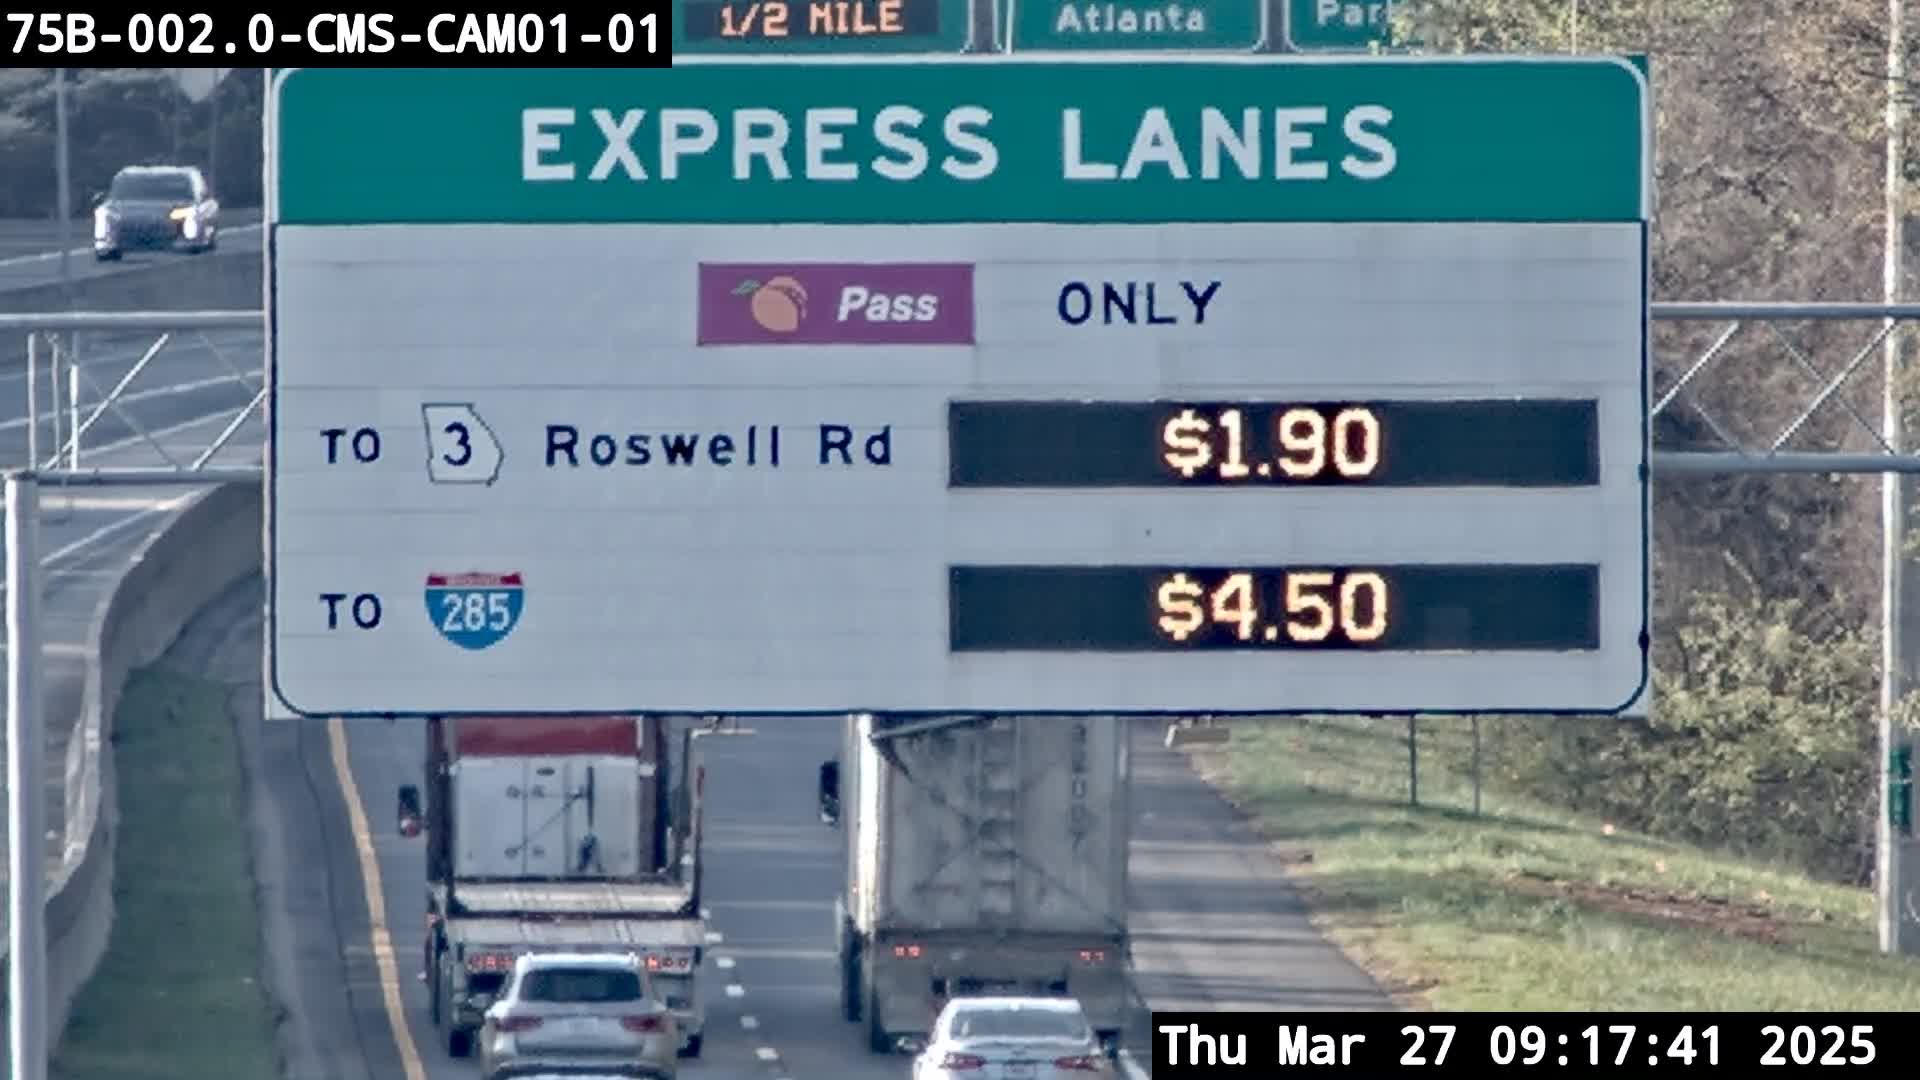 75B-002.0-CMS-CAM01-01
1/2 MILE
Atlanta
EXPRESS LANES
Pass ONLY
TO 3 Roswell Rd $1.90
TO 285 $4.50
Thu Mar 27 09:17:41 2025